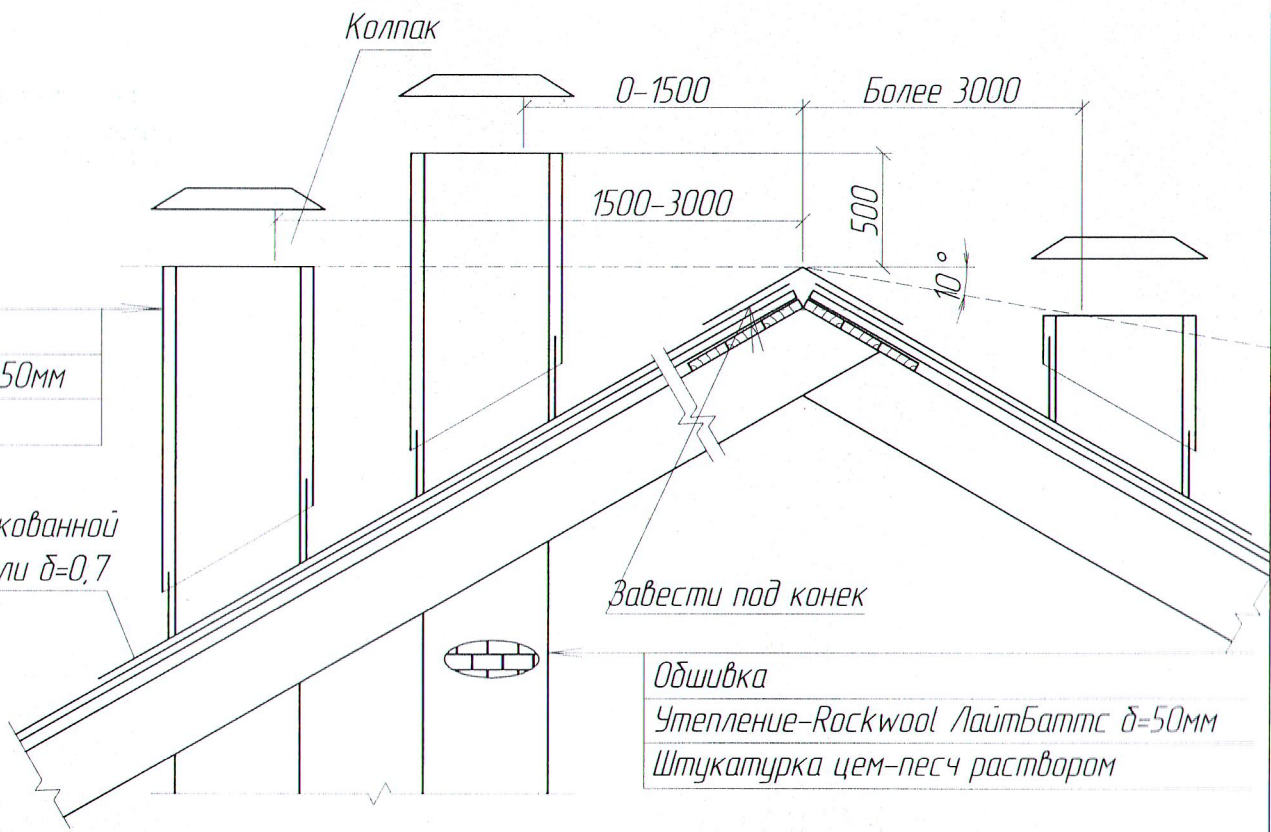 Колпак
0-1500
Более 3000
1500-3000
500
10°
50мм
кованной
ли δ=0,7
Завести под конек
Обшивка
Утепление-Rockwool ЛайтБаттс δ=50мм
Штукатурка цем-песч раствором